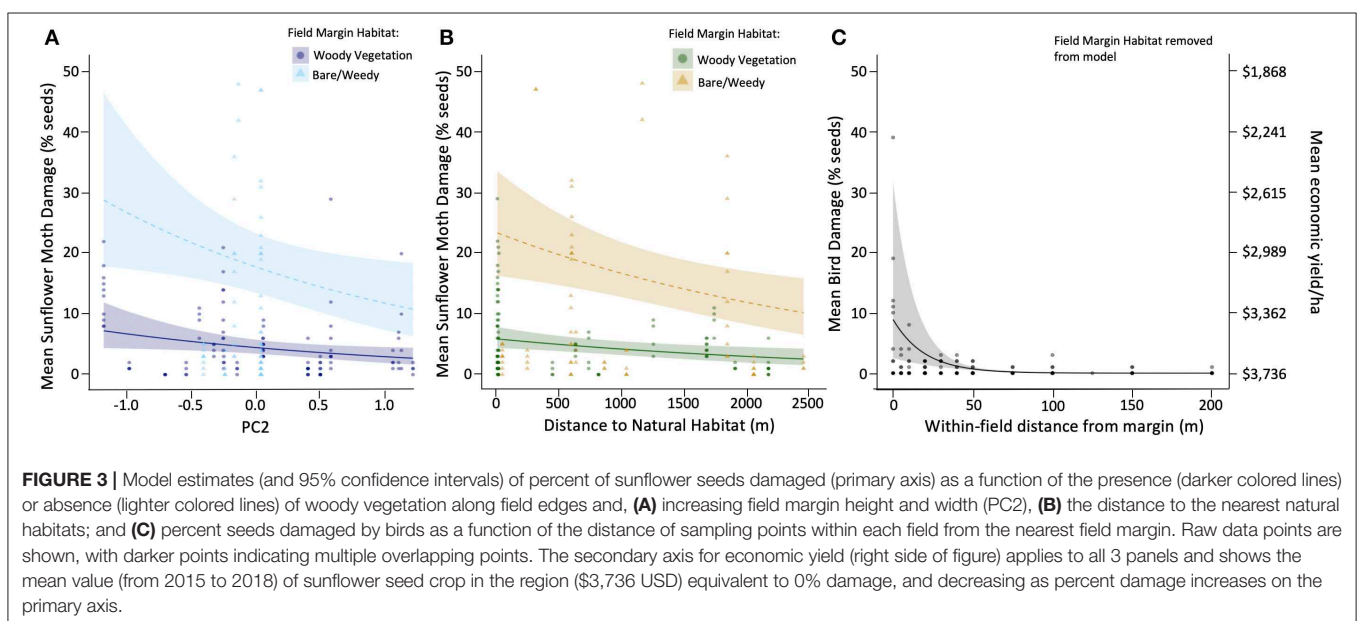 A
Field Margin Habitat:
Woody Vegetation
Bare/Weedy
Mean Sunflower Moth Damage (% seeds)
50
40
30
20
10
0
-1.0
-0.5
0.0
0.5
1.0
PC2
B
Field Margin Habitat:
Woody Vegetation
Bare/Weedy
Mean Sunflower Moth Damage (% seeds)
50
40
30
20
10
0
0
500
1000
1500
2000
2500
Distance to Natural Habitat (m)
C
Field Margin Habitat removed
from model
Mean Bird Damage (% seeds)
50
40
30
20
10
0
0
50
100
150
200
Within-field distance from margin (m)
$1,868
$2,241
$2,615
$2,989
$3,362
$3,736
Mean economic yield/ha
FIGURE 3 | Model estimates (and 95% confidence intervals) of percent of sunflower seeds damaged (primary axis) as a function of the presence (darker colored lines)
or absence (lighter colored lines) of woody vegetation along field edges and, (A) increasing field margin height and width (PC2), (B) the distance to the nearest natural
habitats; and (C) percent seeds damaged by birds as a function of the distance of sampling points within each field from the nearest field margin. Raw data points are
shown, with darker points indicating multiple overlapping points. The secondary axis for economic yield (right side of figure) applies to all 3 panels and shows the
mean value (from 2015 to 2018) of sunflower seed crop in the region ($3,736 USD) equivalent to 0% damage, and decreasing as percent damage increases on the
primary axis.